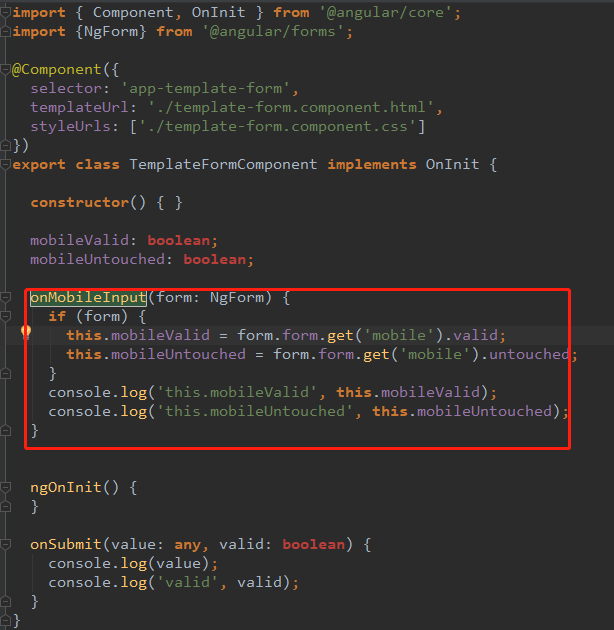 import { Component, OnInit } from '@angular/core';
import {NgForm} from '@angular/forms';
@Component({
selector: 'app-template-form',
templateUrl: './template-form.component.html',
styleUrls: ['./template-form.component.css']
})
export class TemplateFormComponent implements OnInit {
constructor() { }
mobileValid: boolean;
mobileUntouched: boolean;
onMobileInput(form: NgForm) {
if (form) {
this.mobileValid = form.form.get('mobile').valid;
this.mobileUntouched = form.form.get('mobile').untouched;
}
console.log('this.mobileValid', this.mobileValid);
console.log('this.mobileUntouched', this.mobileUntouched);
}
ngOnInit() {
}
onSubmit(value: any, valid: boolean) {
console.log(value);
console.log('valid', valid);
}
}